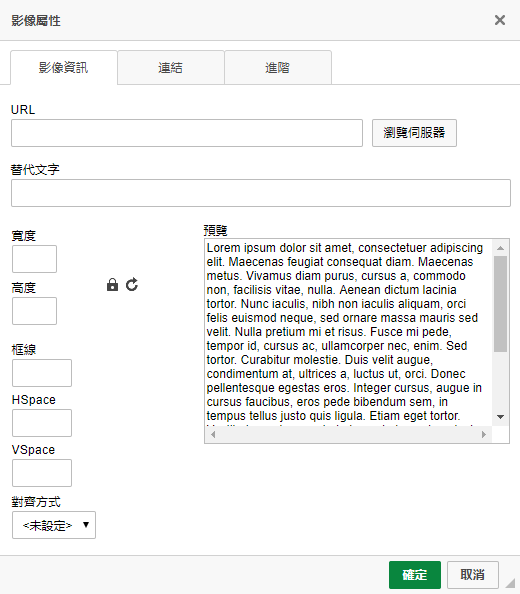 影像屬性
影像資訊
連結
進階
URL
瀏覽伺服器
替代文字
寬度
高度
框線
HSpace
VSpace
對齊方式
<未設定>
預覽
Lorem ipsum dolor sit amet, consectetuer adipiscing
elit. Maecenas feugiat consequat diam. Maecenas
metus. Vivamus diam purus, cursus a, commodo
non, facilisis vitae, nulla. Aenean dictum lacinia
tortor. Nunc iaculis, nibh non iaculis aliquam, orci
felis euismod neque, sed ornare massa mauris sed
velit. Nulla pretium mi et risus. Fusce mi pede,
tempor id, cursus ac, ullamcorper nec, enim. Sed
tortor. Curabitur molestie. Duis velit augue,
condimentum at, ultrices a, luctus ut, orci. Donec
pellentesque egestas eros. Integer cursus, augue in
cursus faucibus, eros pede bibendum sem, in
tempus tellus justo quis ligula. Etiam eget tortor.
確定
取消